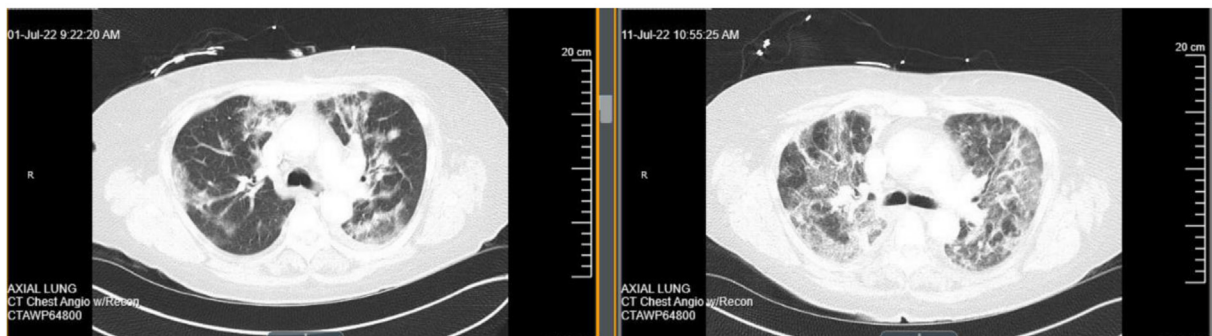 01-Jul-22 9:22:20 AM
20 cm
R
AXIAL LUNG
CT Chest Angio w/Recon
CTAWP64800
11-Jul-22 10:55:25 AM
20 cm
R
AXIAL LUNG
CT Chest Angio w/Recon
CTAWP64800